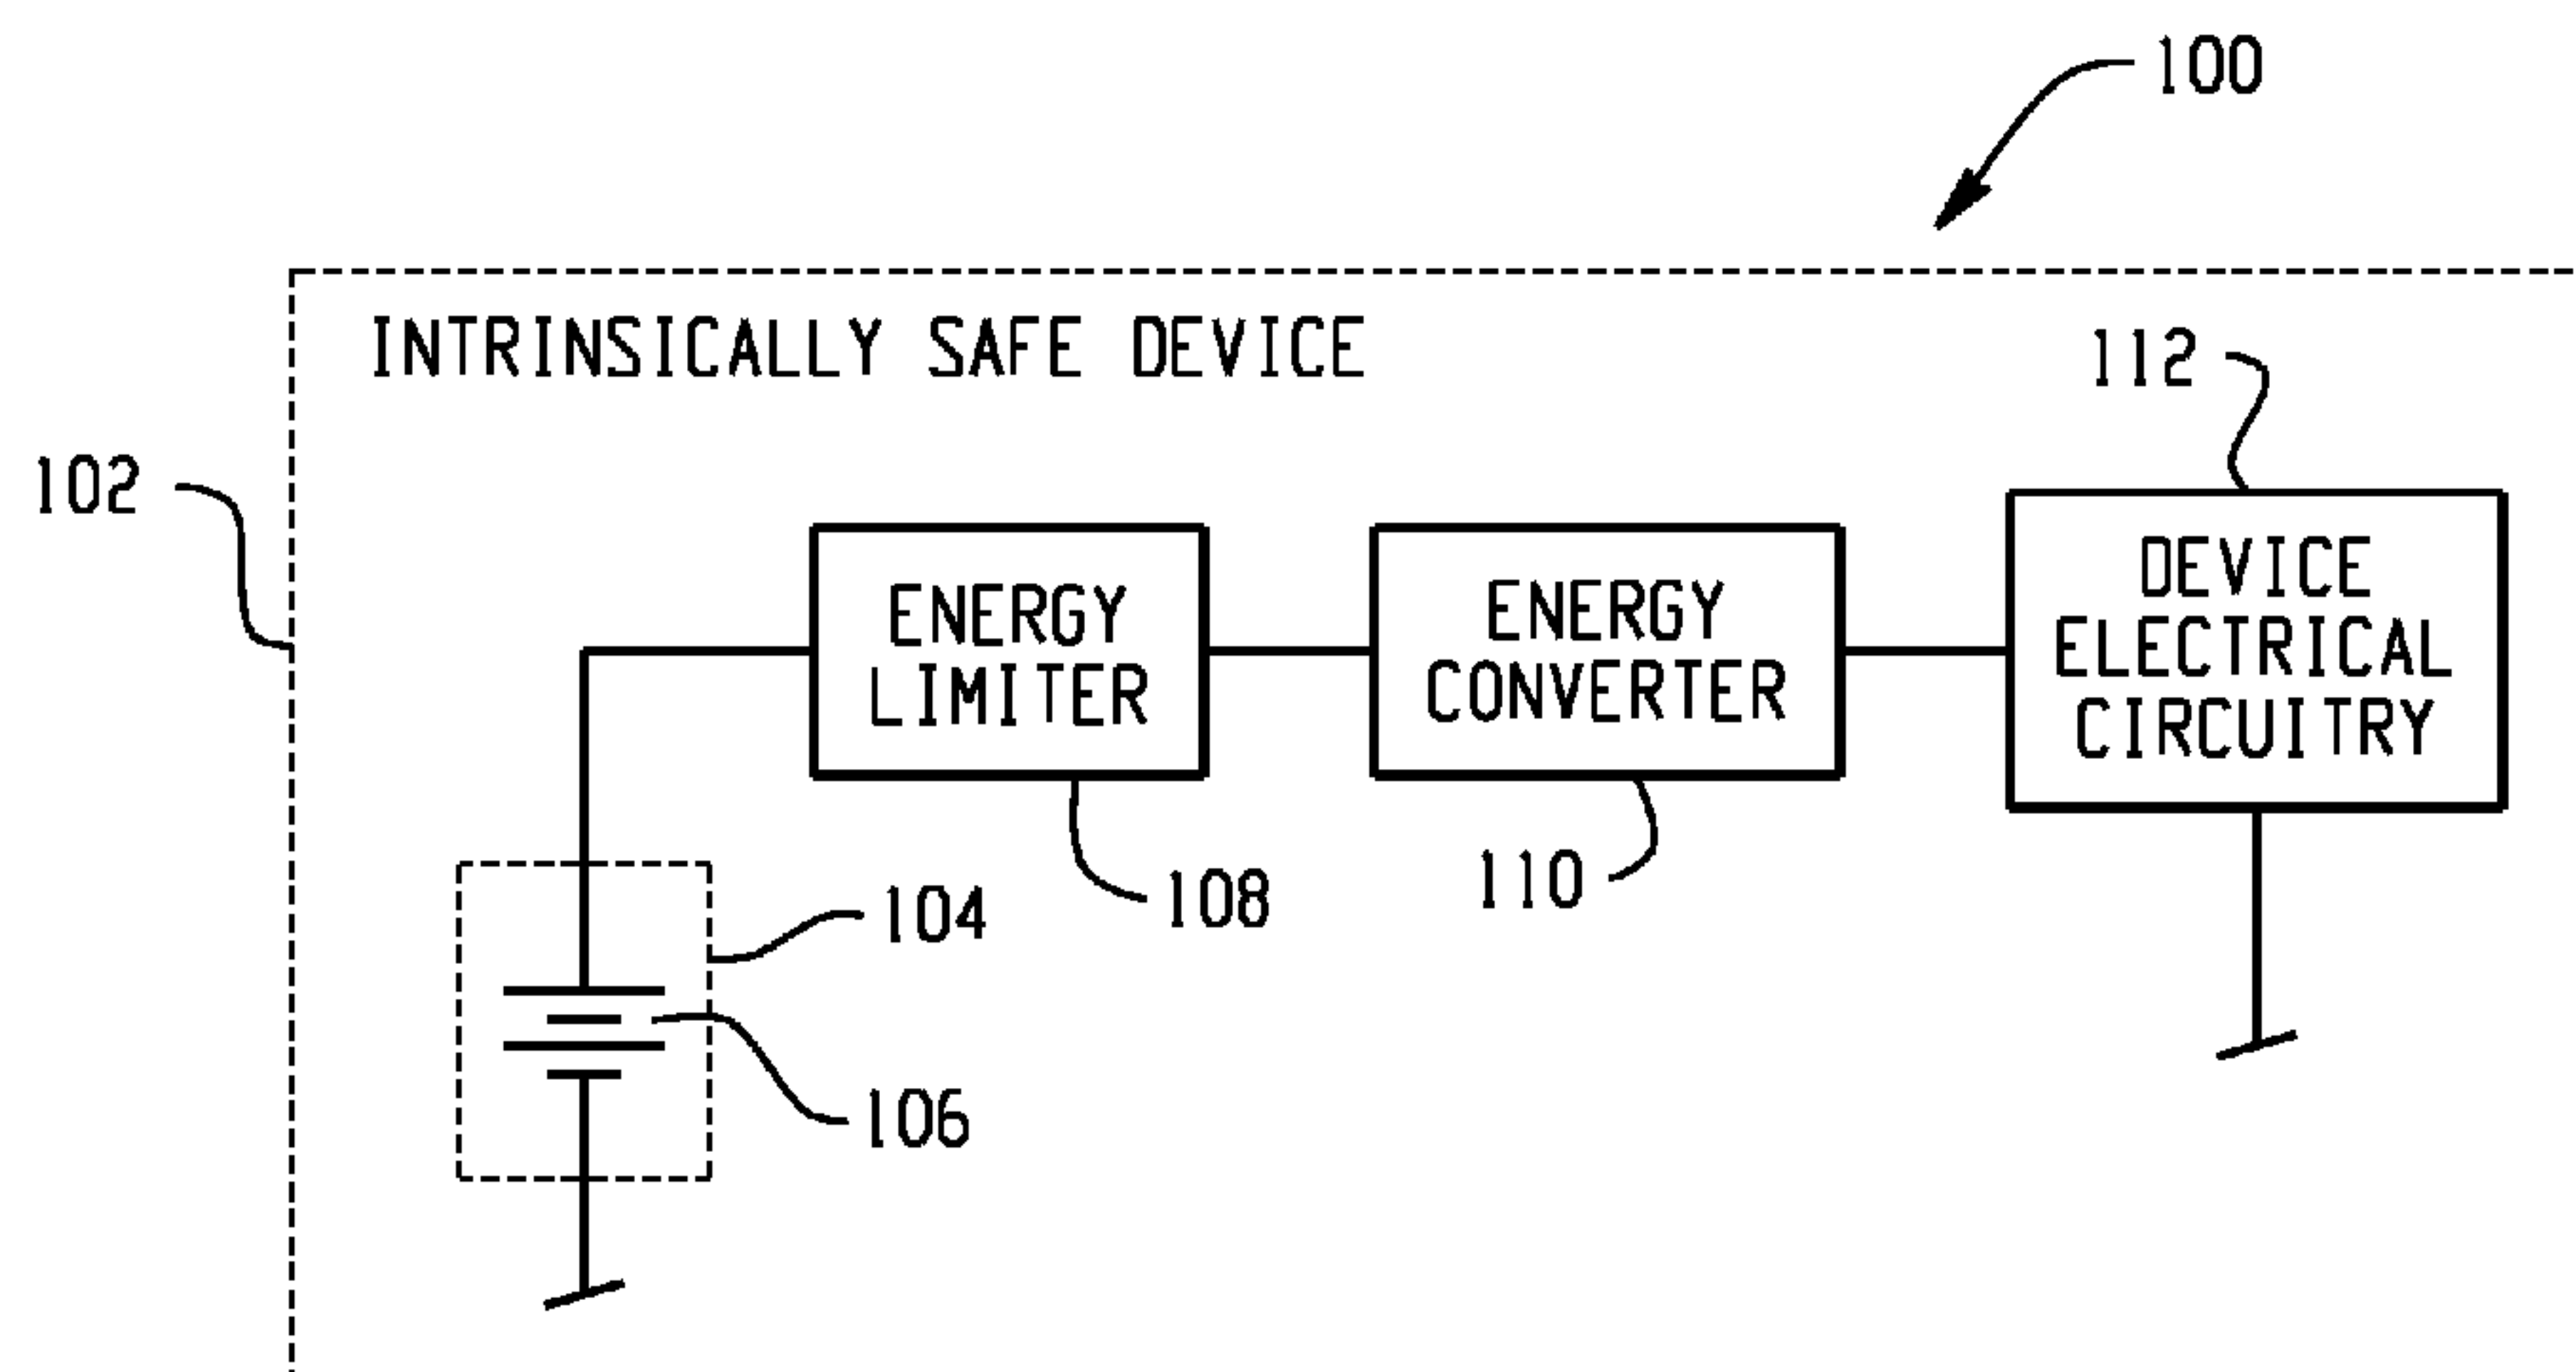 100
INTRINSICALLY SAFE DEVICE
112
102
ENERGY
LIMITER
ENERGY
CONVERTER
DEVICE
ELECTRICAL
CIRCUITRY
104
108
110
106